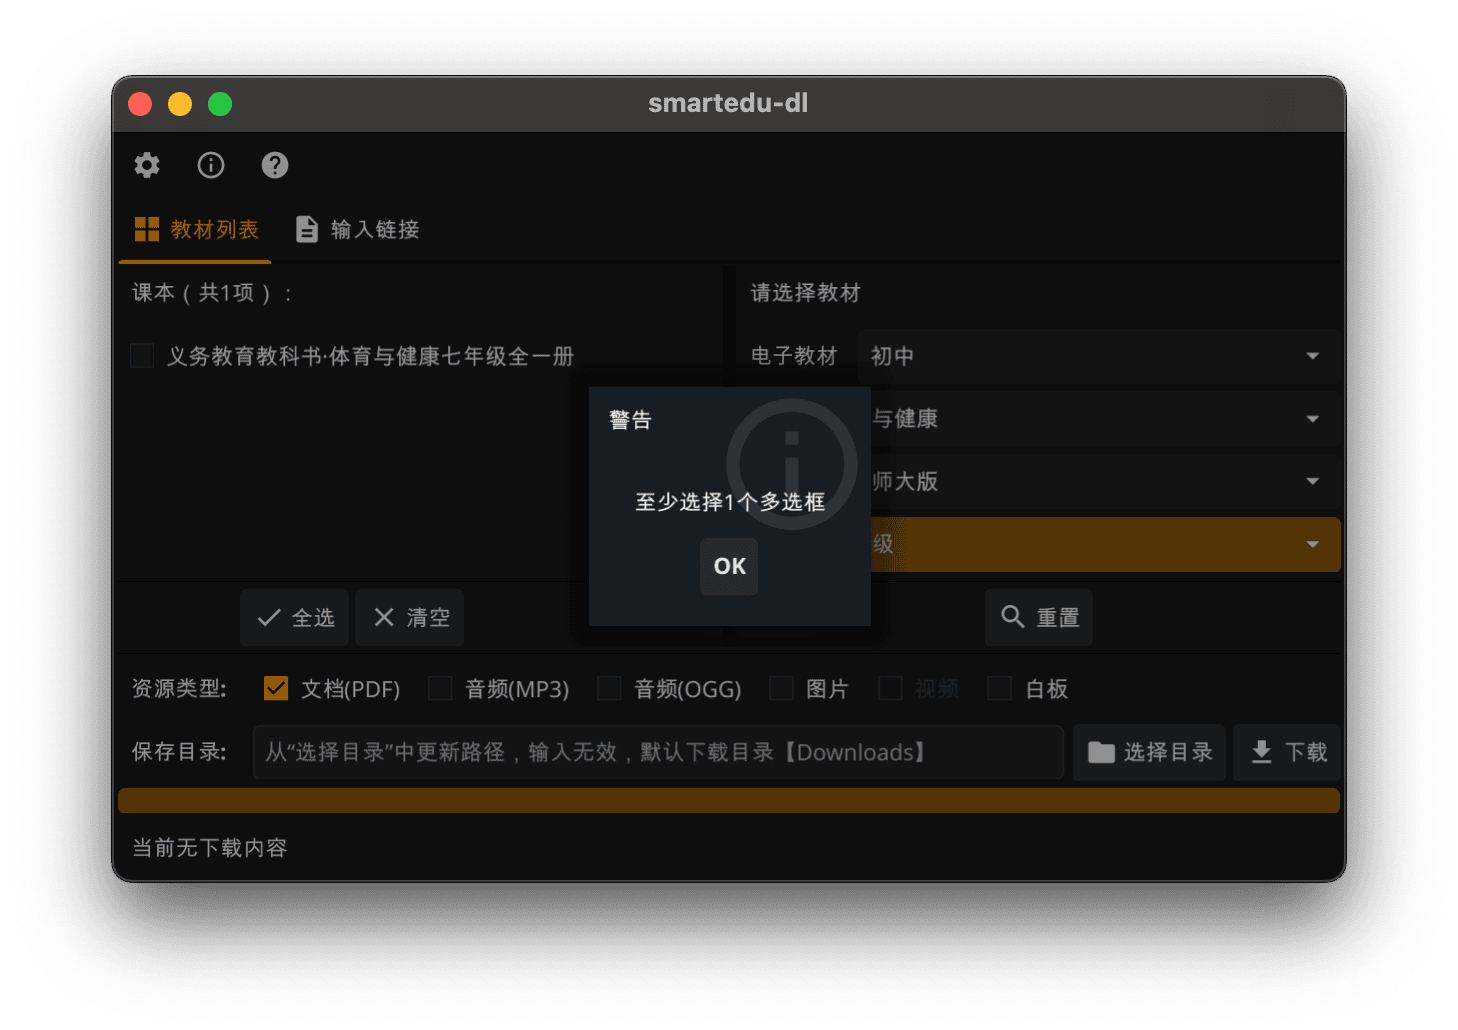 smartedu-dl
教材列表
输入链接
课本（共1项）：
义务教育教科书·体育与健康七年级全一册
请选择教材
电子教材
初中
与健康
师大版
级
警告
至少选择1个多选框
OK
全选
清空
重置
资源类型:
文档(PDF)
音频(MP3)
音频(OGG)
图片
视频
白板
保存目录:
从“选择目录”中更新路径，输入无效，默认下载目录【Downloads】
选择目录
下载
当前无下载内容